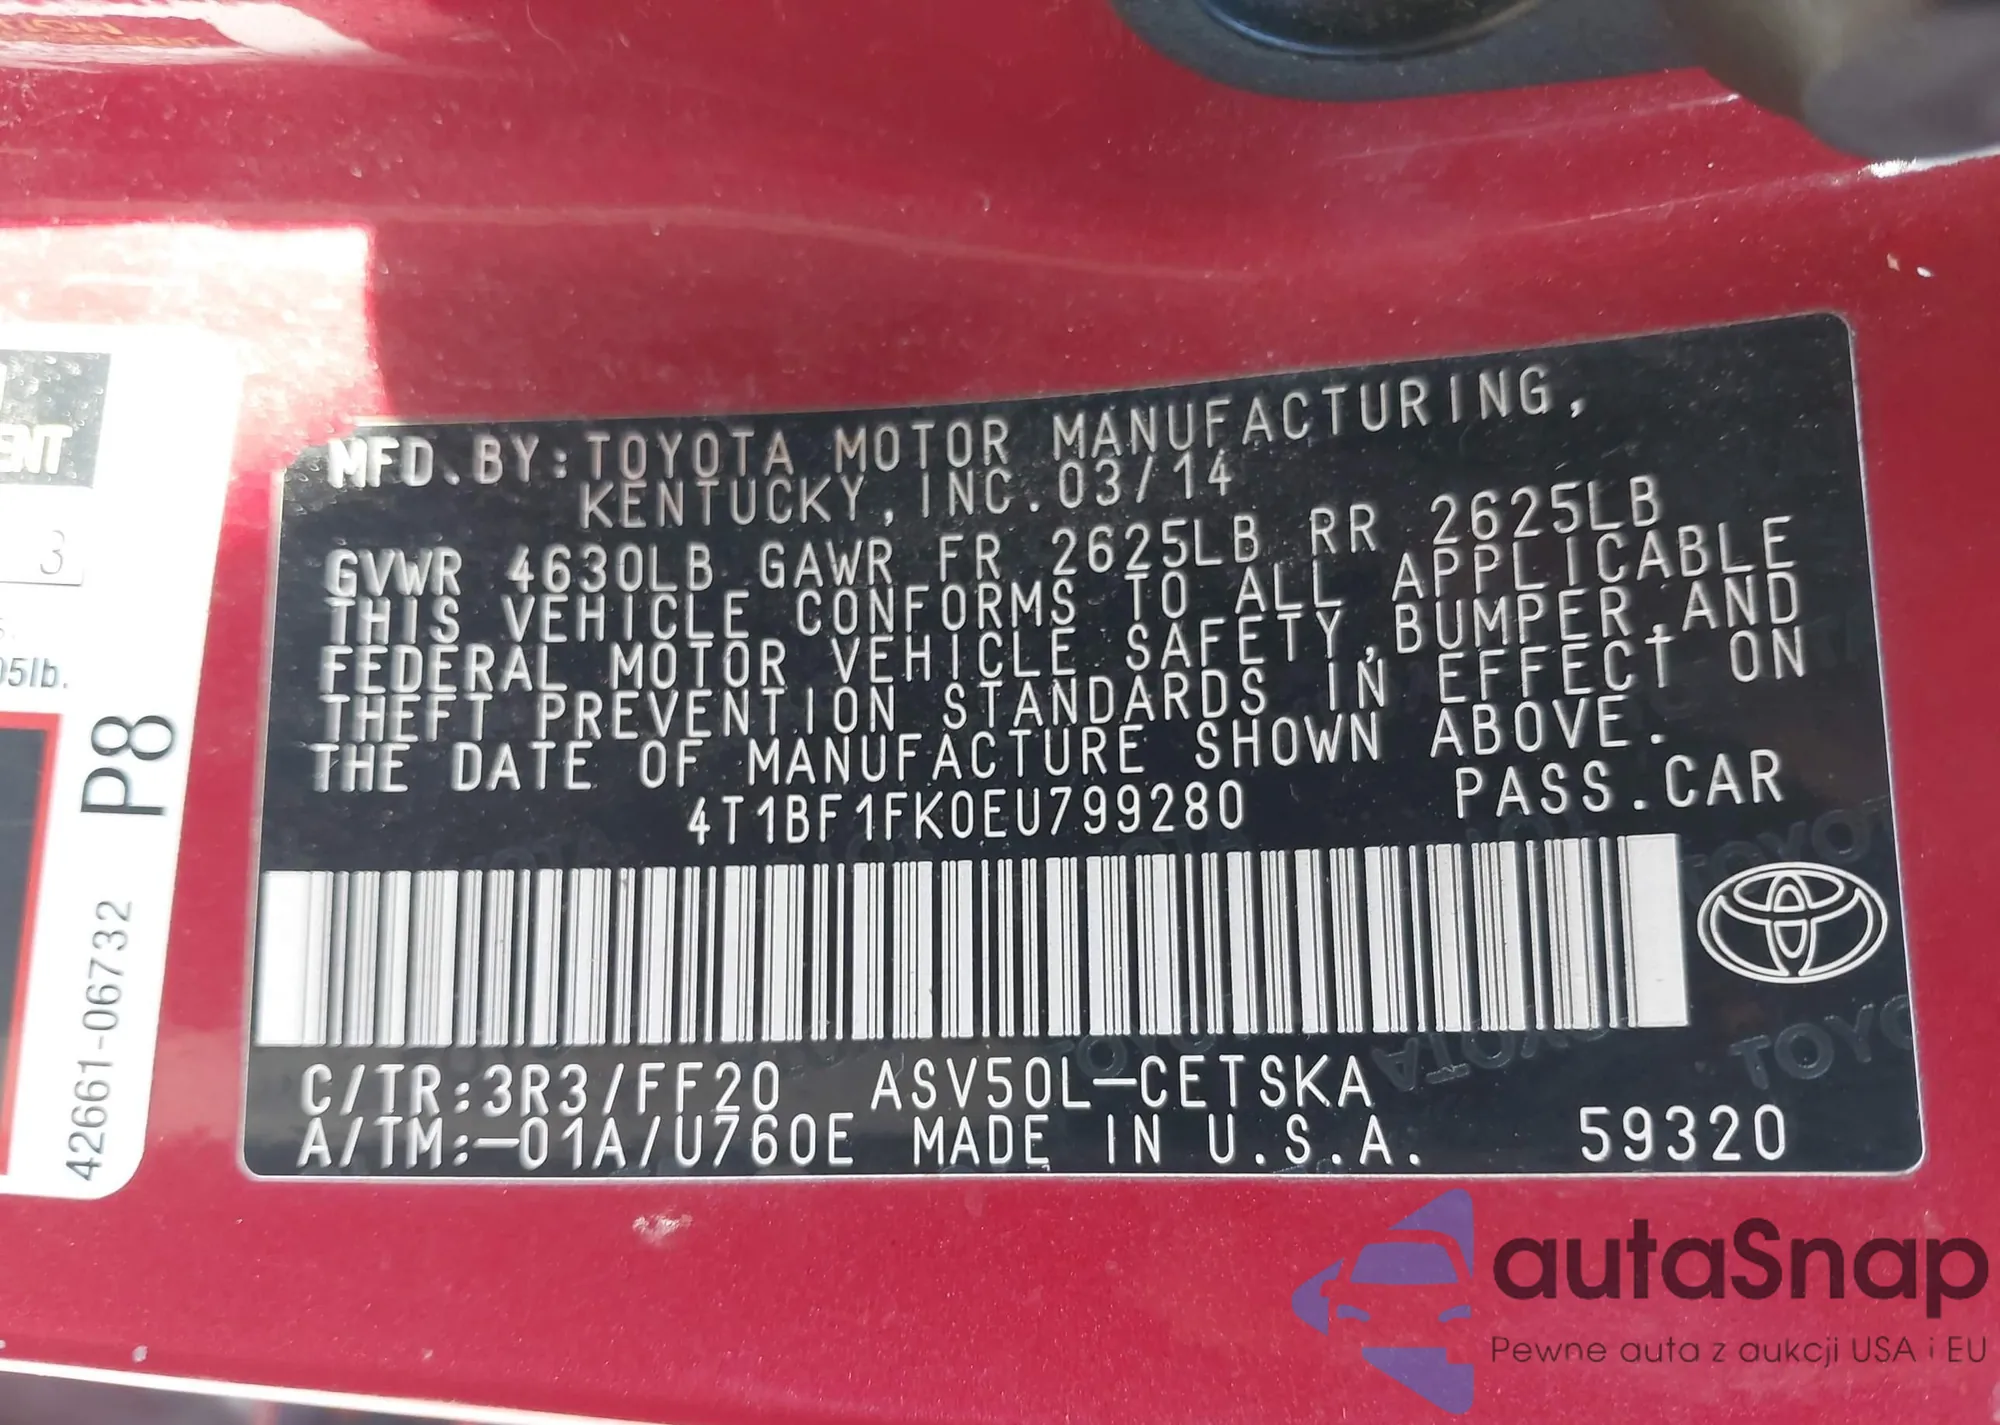 MFD.BY:TOYOTA MOTOR MANUFACTURING,
KENTUCKY,INC.03/14
GVWR 4630LB GAWR FR 2625LB RR 2625LB
THIS VEHICLE CONFORMS TO ALL APPLICABLE
FEDERAL MOTOR VEHICLE SAFETY,BUMPER,AND
THEFT PREVENTION STANDARDS IN EFFECT ON
THE DATE OF MANUFACTURE SHOWN ABOVE.
4T1BF1FK0EU799280 PASS.CAR
C/TR:3R3/FF20 ASV50L-CETSKA
A/TM:-01A/U760E MADE IN U.S.A. 59320
3
P8
42661-06732
autaSnap
Pewne auta z aukcji USA i EU